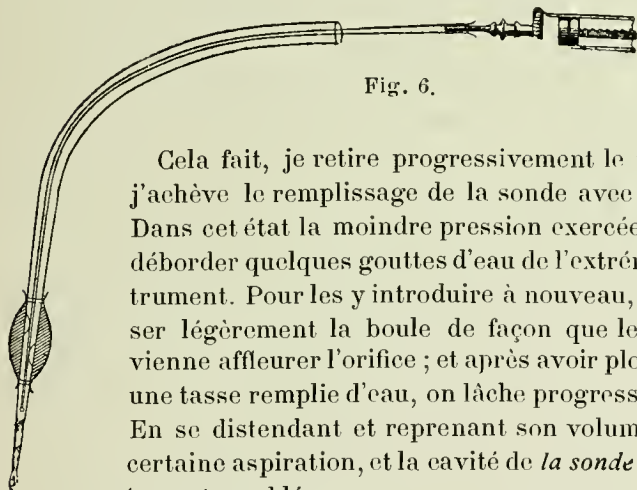 Fig. 6.
Cela fait, je retire progressivement le
j'achève le remplissage de la sonde avec
Dans cet état la moindre pression exercée
déborder quelques gouttes d'eau de l'extré
trument. Pour les y introduire à nouveau,
ser légèrement la boule de façon que le
vienne affleurer l'orifice ; et après avoir plo
une tasse remplie d'eau, on lâche progress
En se distendant et reprenant son volum
certaine aspiration, et la cavité de la sonde